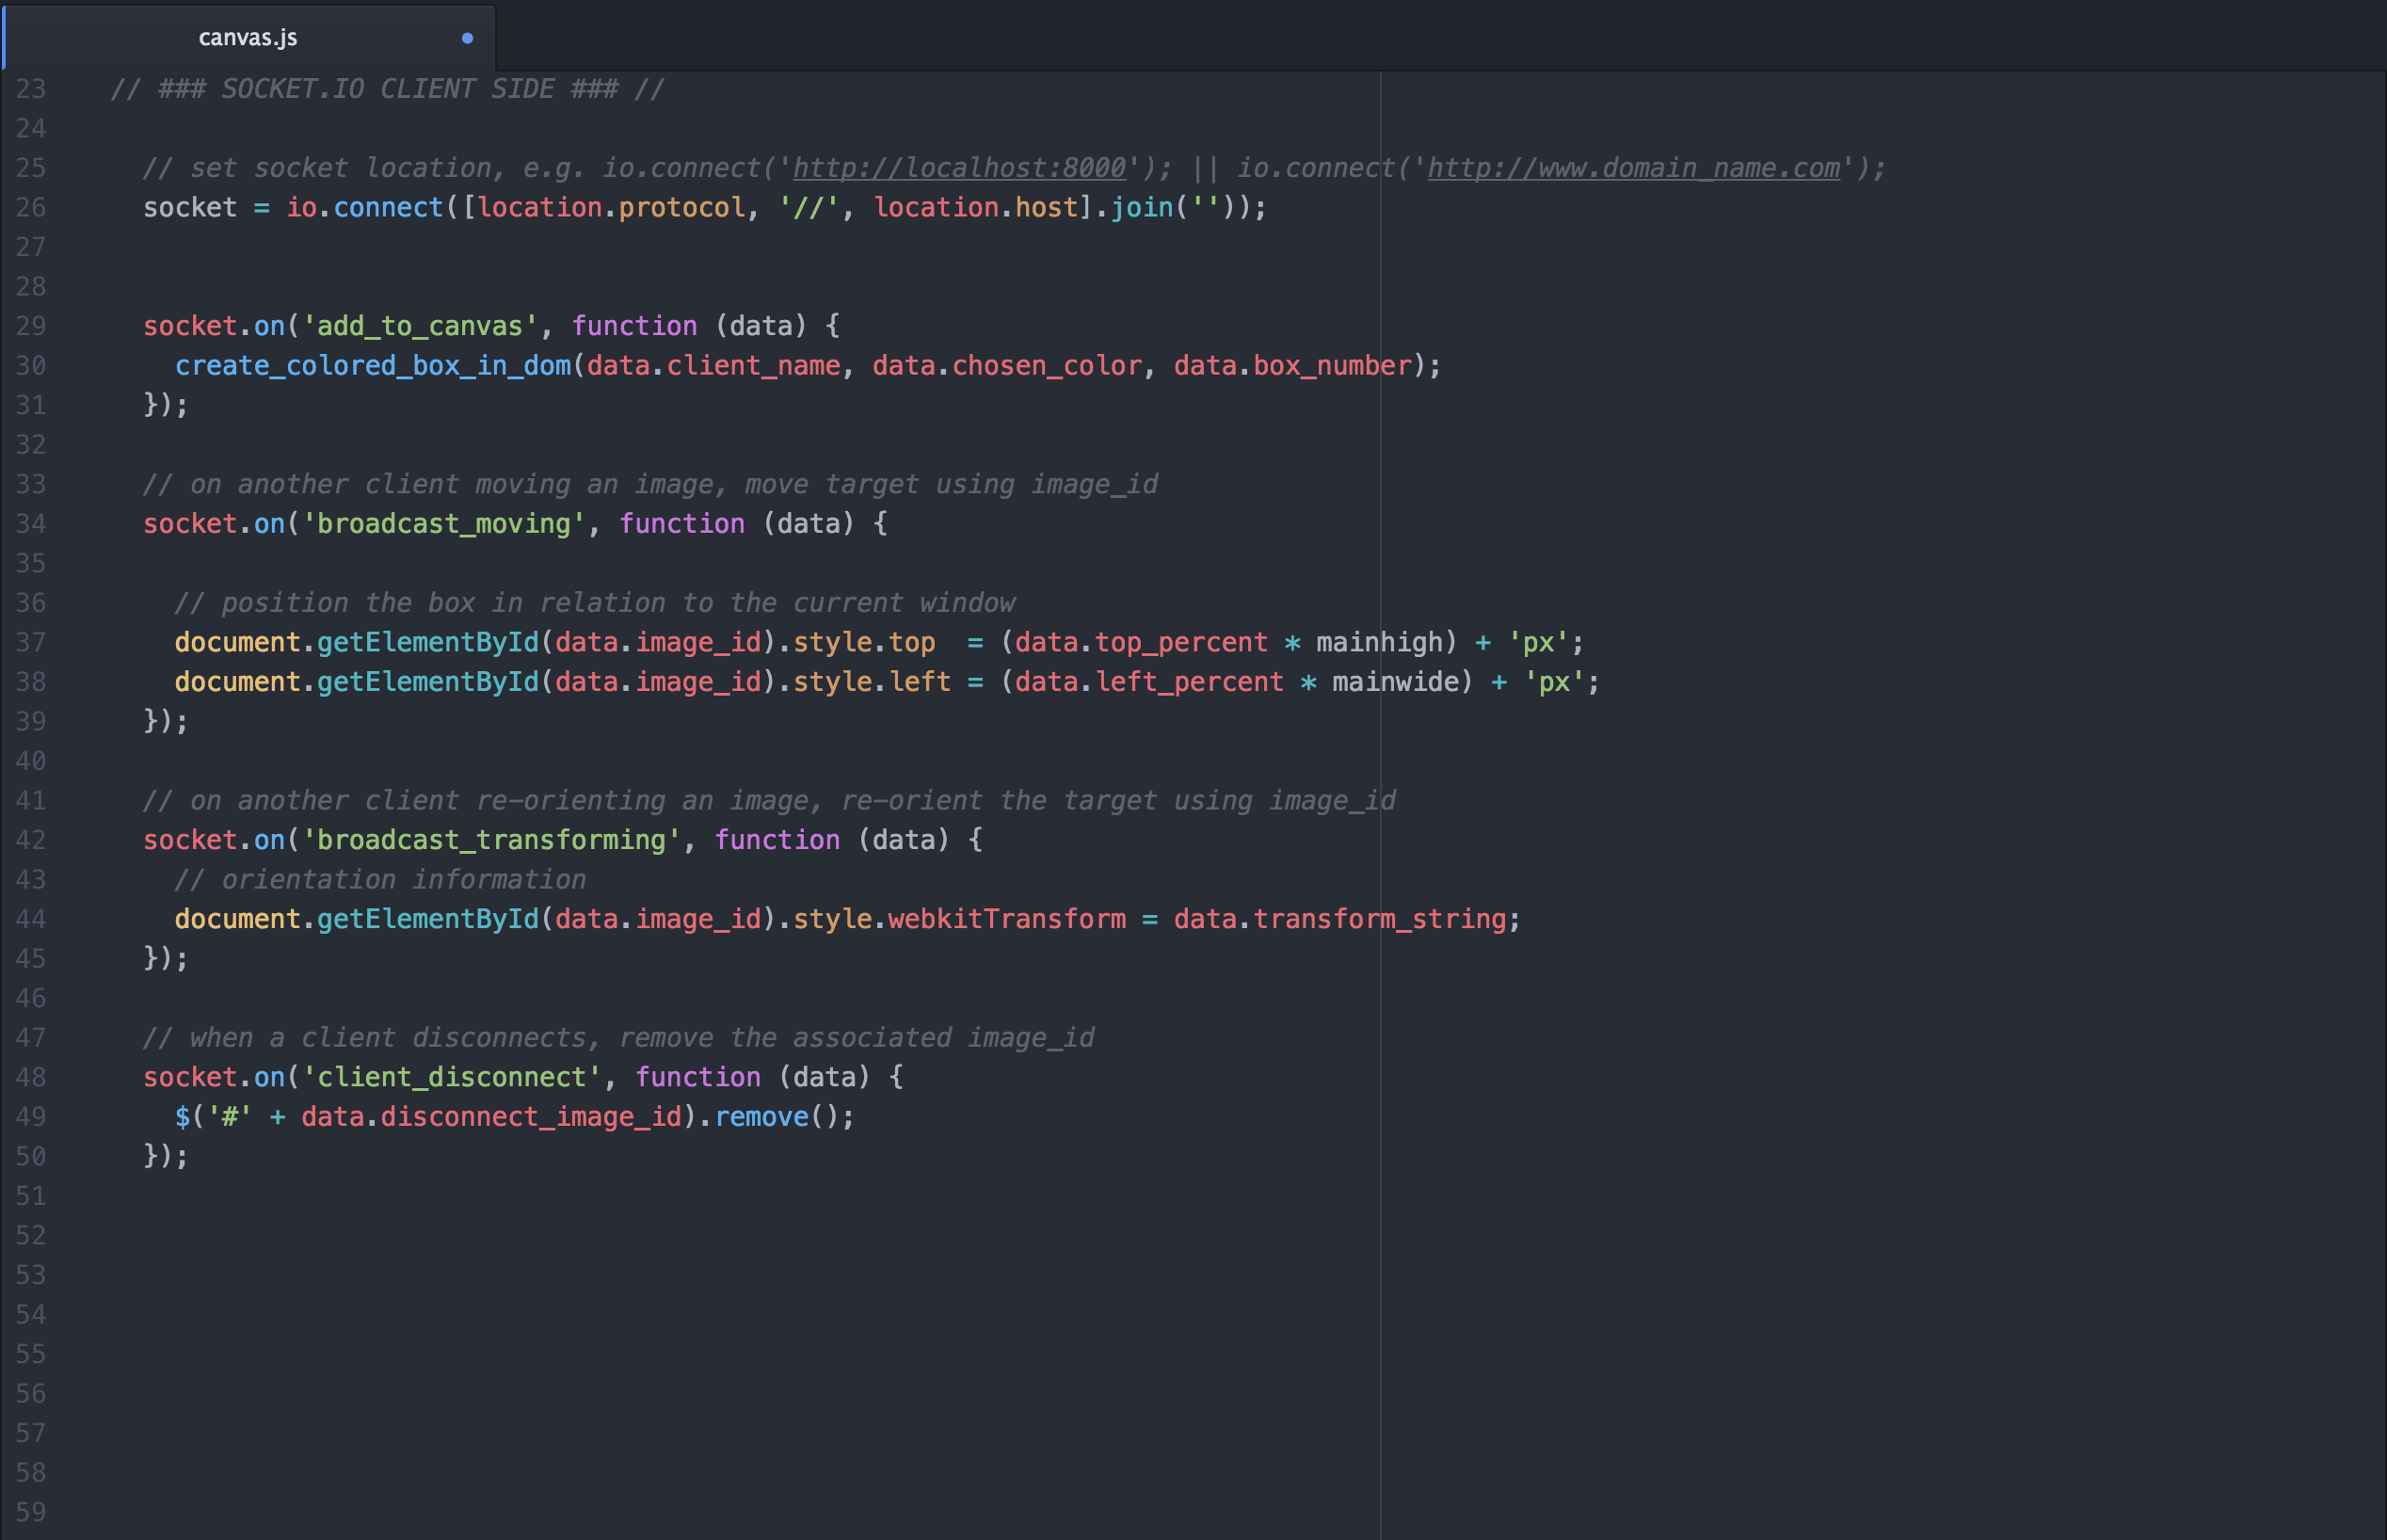 canvas.js
23 // ### SOCKET.IO CLIENT SIDE ### //
24
25 // set socket location, e.g. io.connect('http://localhost:8000'); || io.connect('http://www.domain_name.com');
26 socket = io.connect([location.protocol, '//', location.host].join(''));
27
28
29 socket.on('add_to_canvas', function (data) {
30 create_colored_box_in_dom(data.client_name, data.chosen_color, data.box_number);
31 });
32
33 // on another client moving an image, move target using image_id
34 socket.on('broadcast_moving', function (data) {
35
36 // position the box in relation to the current window
37 document.getElementById(data.image_id).style.top  = (data.top_percent * mainhigh) + 'px';
38 document.getElementById(data.image_id).style.left = (data.left_percent * mainwide) + 'px';
39 });
40
41 // on another client re-orienting an image, re-orient the target using image_id
42 socket.on('broadcast_transforming', function (data) {
43 // orientation information
44 document.getElementById(data.image_id).style.webkitTransform = data.transform_string;
45 });
46
47 // when a client disconnects, remove the associated image_id
48 socket.on('client_disconnect', function (data) {
49 $('#' + data.disconnect_image_id).remove();
50 });
51
52
53
54
55
56
57
58
59